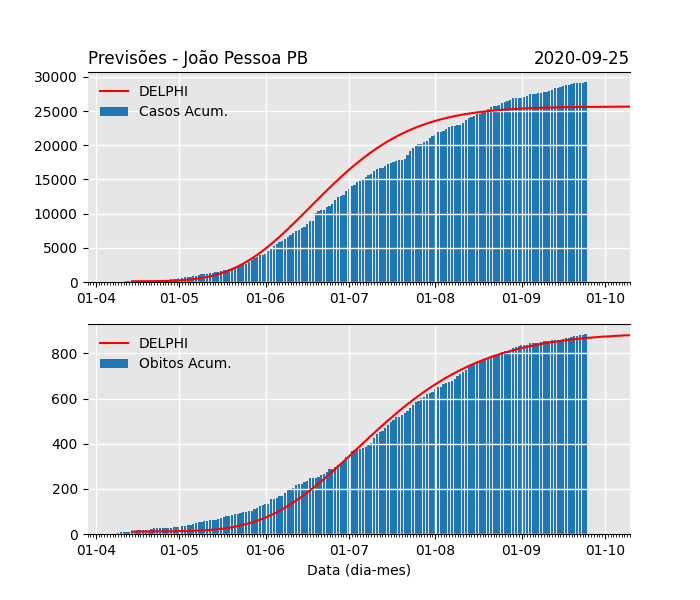 Previsões - João Pessoa PB 2020-09-25
30000
25000
20000
15000
10000
5000
0
DELPHI
Casos Acum.
01-04 01-05 01-06 01-07 01-08 01-09 01-10
800
600
400
200
0
DELPHI
Obitos Acum.
01-04 01-05 01-06 01-07 01-08 01-09 01-10
Data (dia-mes)